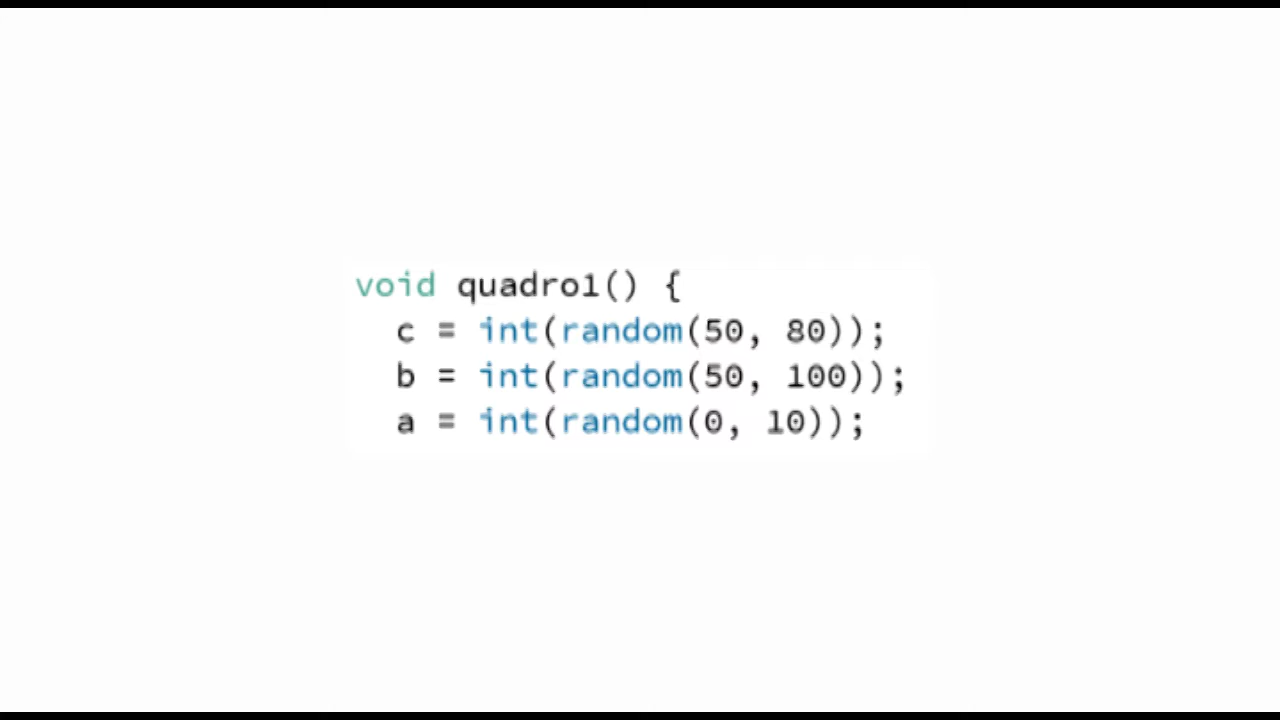 void quadro1() {
c = int(random(50, 80));
b = int(random(50, 100));
a = int(random(0, 10));